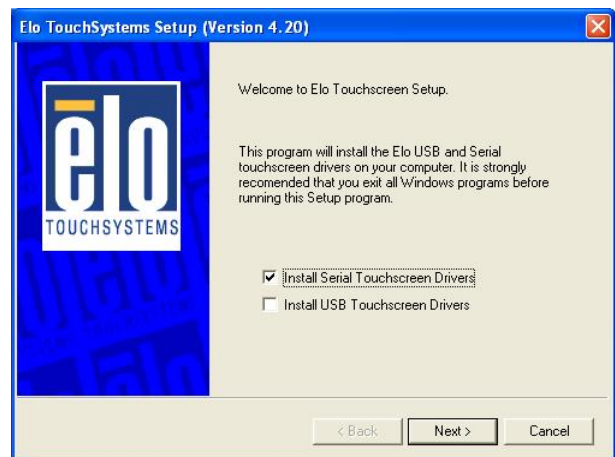 Elo TouchSystems Setup (Version 4.20)
Welcome to Elo Touchscreen Setup.
This program will install the Elo USB and Serial
touchscreen drivers on your computer. It is strongly
recomended that you exit all Windows programs before
running this Setup program.
elo
TOUCHSYSTEMS
Install Serial Touchscreen Drivers
Install USB Touchscreen Drivers
< Back
Next >
Cancel